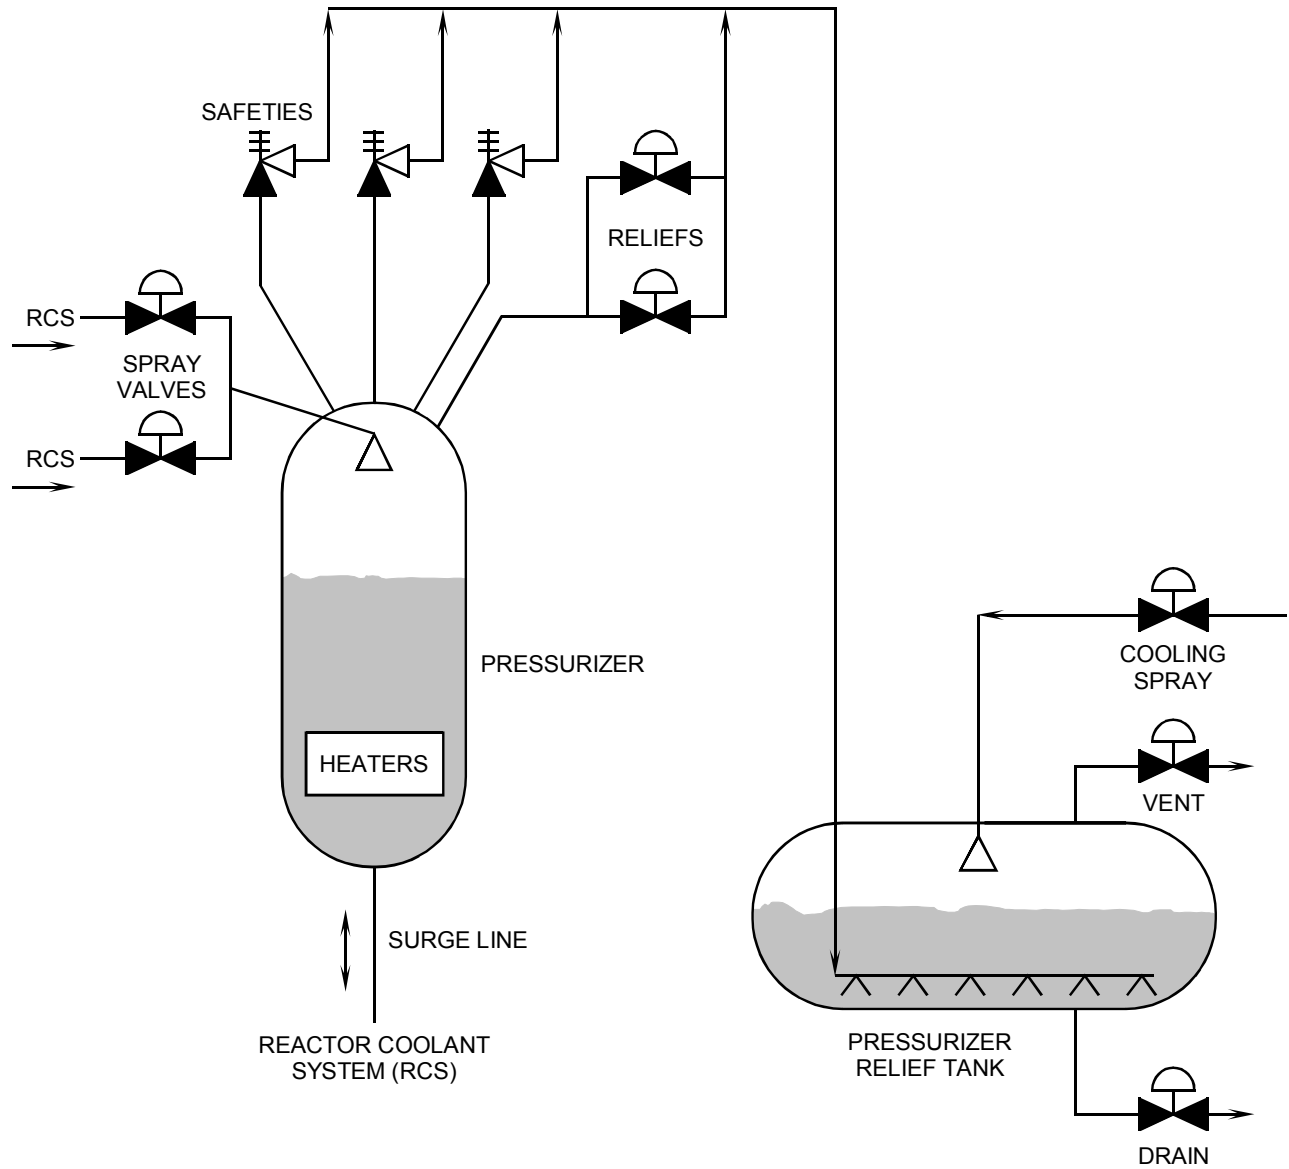 SAFETIES
RELIEFS
RCS
SPRAY
VALVES
RCS
PRESSURIZER
HEATERS
COOLING
SPRAY
VENT
SURGE LINE
REACTOR COOLANT
SYSTEM (RCS)
PRESSURIZER
RELIEF TANK
DRAIN